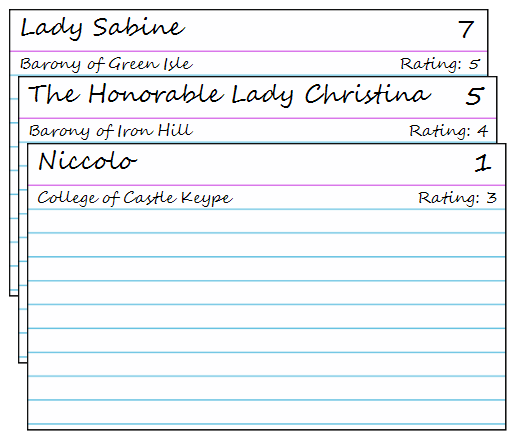 Lady Sabine 7
Barony of Green Isle Rating: 5
The Honorable Lady Christina 5
Barony of Iron Hill Rating: 4
Niccolo 1
College of Castle Keype Rating: 3